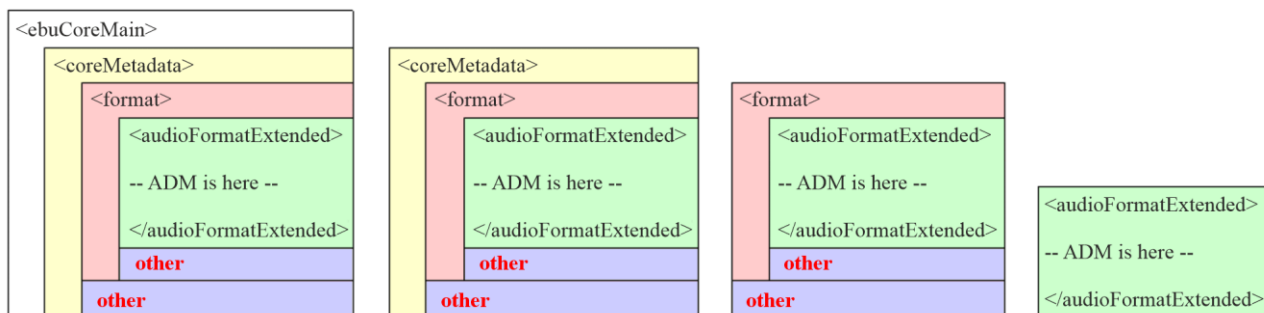 <ebuCoreMain>
<coreMetadata>
<format>
<audioFormatExtended>
-- ADM is here --
</audioFormatExtended>
other
other
<coreMetadata>
<format>
<audioFormatExtended>
-- ADM is here --
</audioFormatExtended>
other
other
<format>
<audioFormatExtended>
-- ADM is here --
</audioFormatExtended>
other
other
<audioFormatExtended>
-- ADM is here --
</audioFormatExtended>